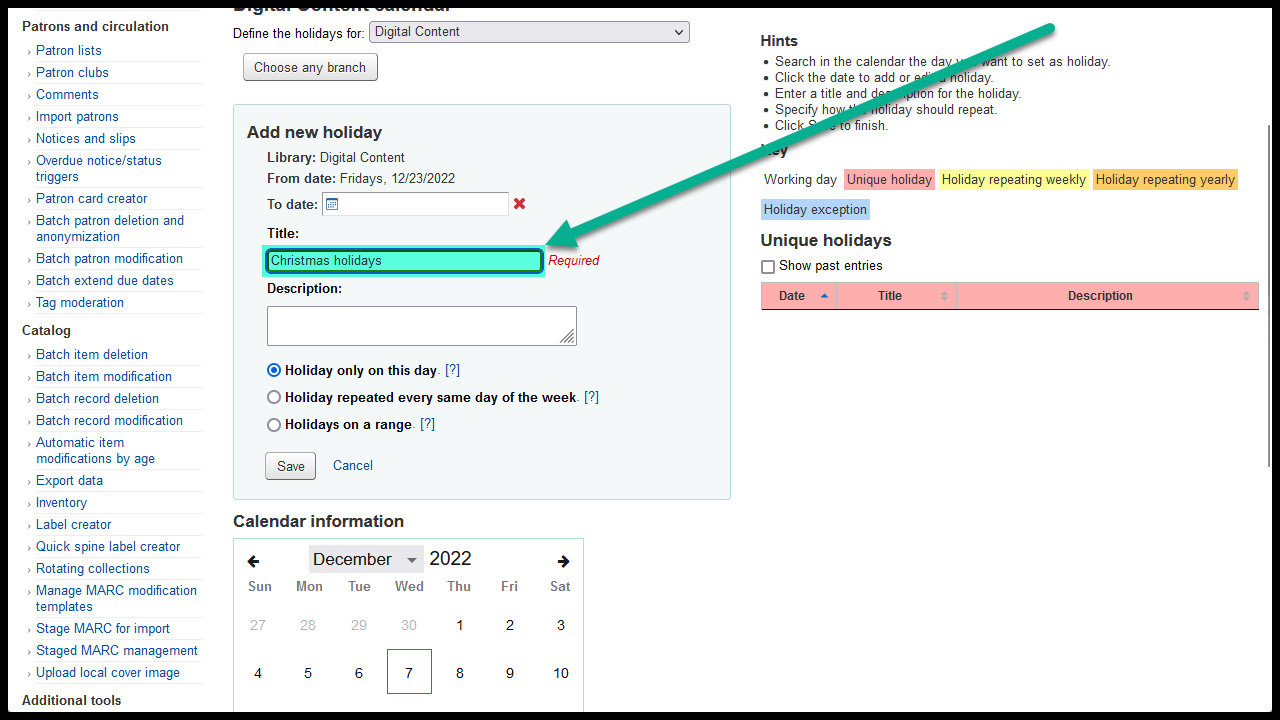 Patrons and circulation
Patron lists
Patron clubs
Comments
Import patrons
Notices and slips
Overdue notice/status
triggers
Patron card creator
Batch patron deletion and
anonymization
Batch patron modification
Batch extend due dates
Tag moderation
Catalog
Batch item deletion
Batch item modification
Batch record deletion
Batch record modification
Automatic item
modifications by age
Export data
Inventory
Label creator
Quick spine label creator
Rotating collections
Manage MARC modification
templates
Stage MARC for import
Staged MARC management
Upload local cover image
Additional tools
Digital Content calendar
Define the holidays for: Digital Content
Choose any branch
Add new holiday
Library: Digital Content
From date: Fridays, 12/23/2022
To date:
Title:
Christmas holidays Required
Description:
Holiday only on this day. [?]
Holiday repeated every same day of the week. [?]
Holidays on a range. [?]
Save Cancel
Calendar information
December 2022
Sun Mon Tue Wed Thu Fri Sat
27 28 29 30 1 2 3
4 5 6 7 8 9 10
Hints
Search in the calendar the day you want to set as holiday.
Click the date to add or edit a holiday.
Enter a title and description for the holiday.
Specify how the holiday should repeat.
Click Save to finish.
Key
Working day Unique holiday Holiday repeating weekly Holiday repeating yearly
Holiday exception
Unique holidays
Show past entries
Date Title Description